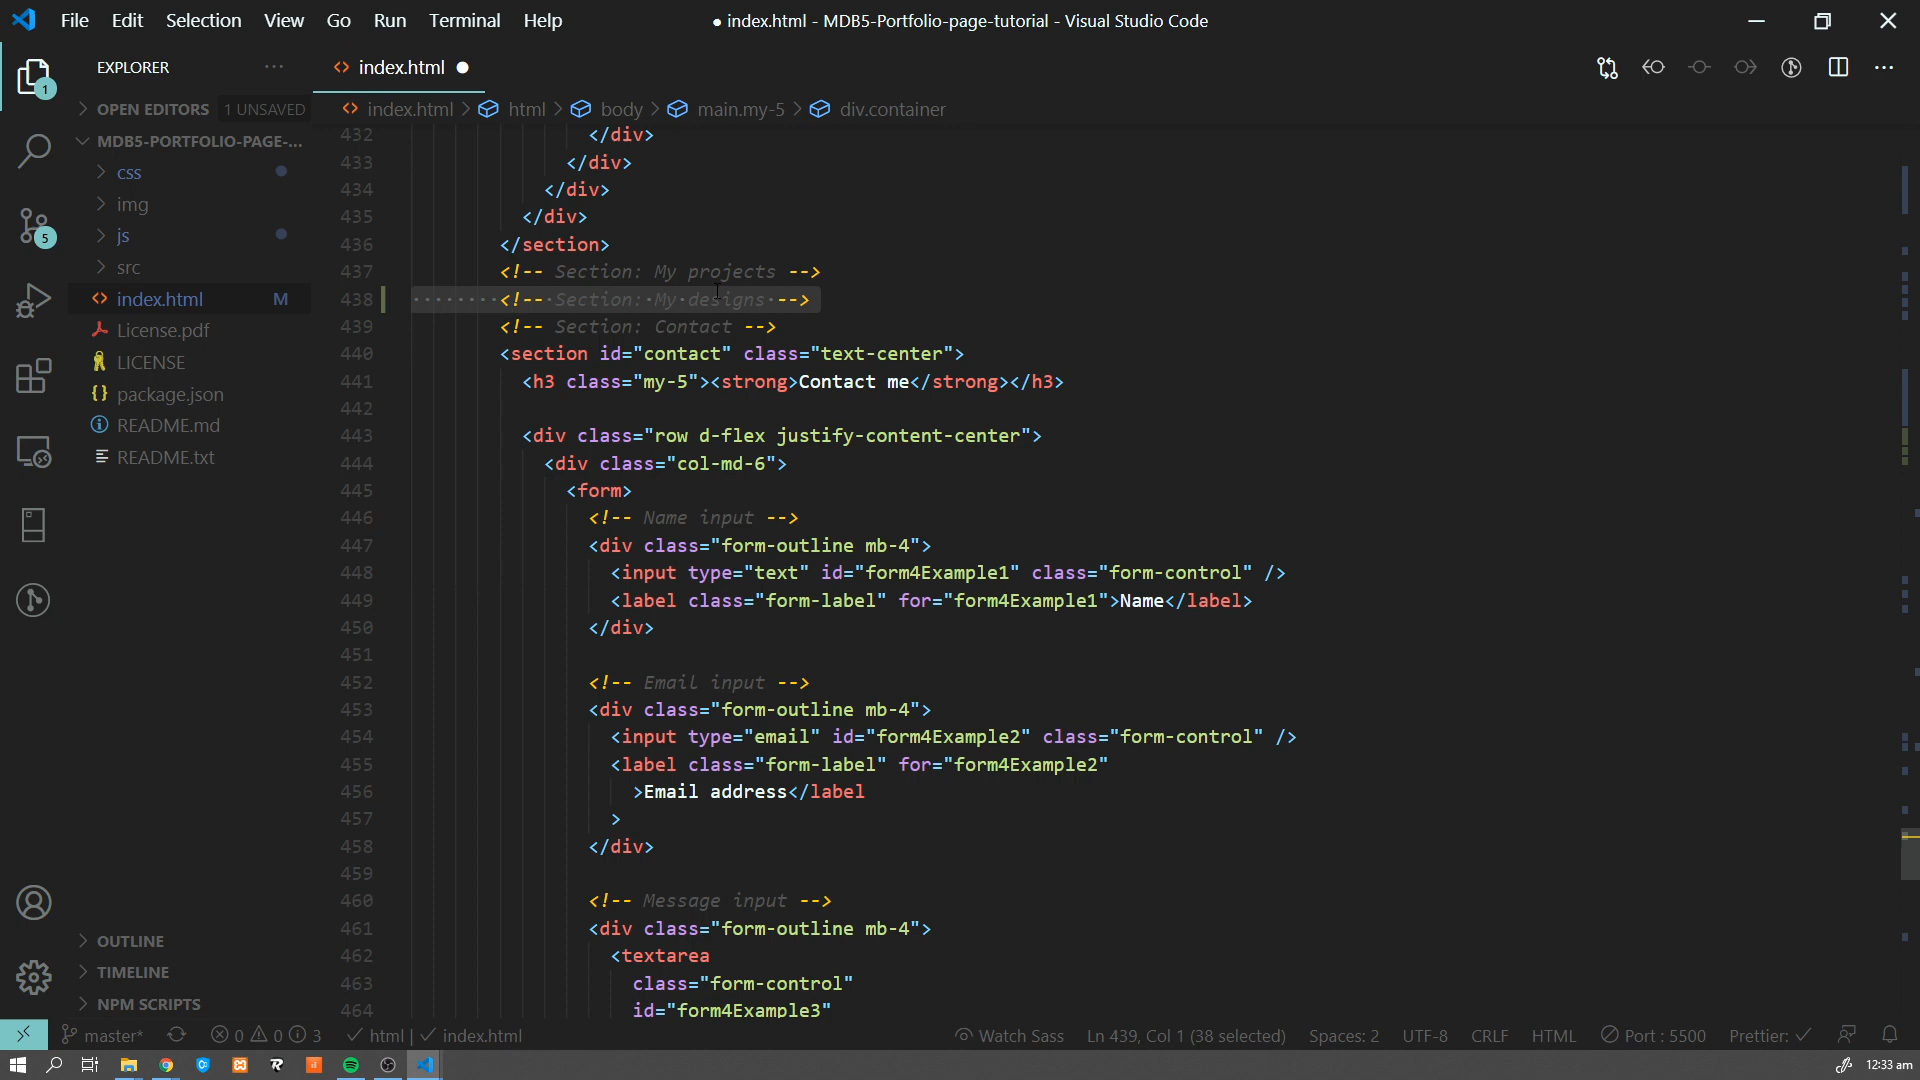 File Edit Selection View Go Run Terminal Help
● index.html - MDB5-Portfolio-page-tutorial - Visual Studio Code
EXPLORER
index.html
1
OPEN EDITORS 1 UNSAVED
index.html > html > body > main.my-5 > div.container
MDB5-PORTFOLIO-PAGE-...
css
img
js
src
index.html M
License.pdf
LICENSE
package.json
README.md
README.txt
5
OUTLINE
TIMELINE
NPM SCRIPTS
432 </div>
433 </div>
434 </div>
435 </div>
436 </section>
437 <!-- Section: My projects -->
438 <!-- Section: My designs -->
439 <!-- Section: Contact -->
440 <section id="contact" class="text-center">
441 <h3 class="my-5"><strong>Contact me</strong></h3>
442
443 <div class="row d-flex justify-content-center">
444 <div class="col-md-6">
445 <form>
446 <!-- Name input -->
447 <div class="form-outline mb-4">
448 <input type="text" id="form4Example1" class="form-control" />
449 <label class="form-label" for="form4Example1">Name</label>
450 </div>
451
452 <!-- Email input -->
453 <div class="form-outline mb-4">
454 <input type="email" id="form4Example2" class="form-control" />
455 <label class="form-label" for="form4Example2"
456 >Email address</label
457 >
458 </div>
459
460 <!-- Message input -->
461 <div class="form-outline mb-4">
462 <textarea
463 class="form-control"
464 id="form4Example3"
master* 0 0 3 html | index.html Watch Sass Ln 439, Col 1 (38 selected) Spaces: 2 UTF-8 CRLF HTML Port : 5500 Prettier: ✓
12:33 am